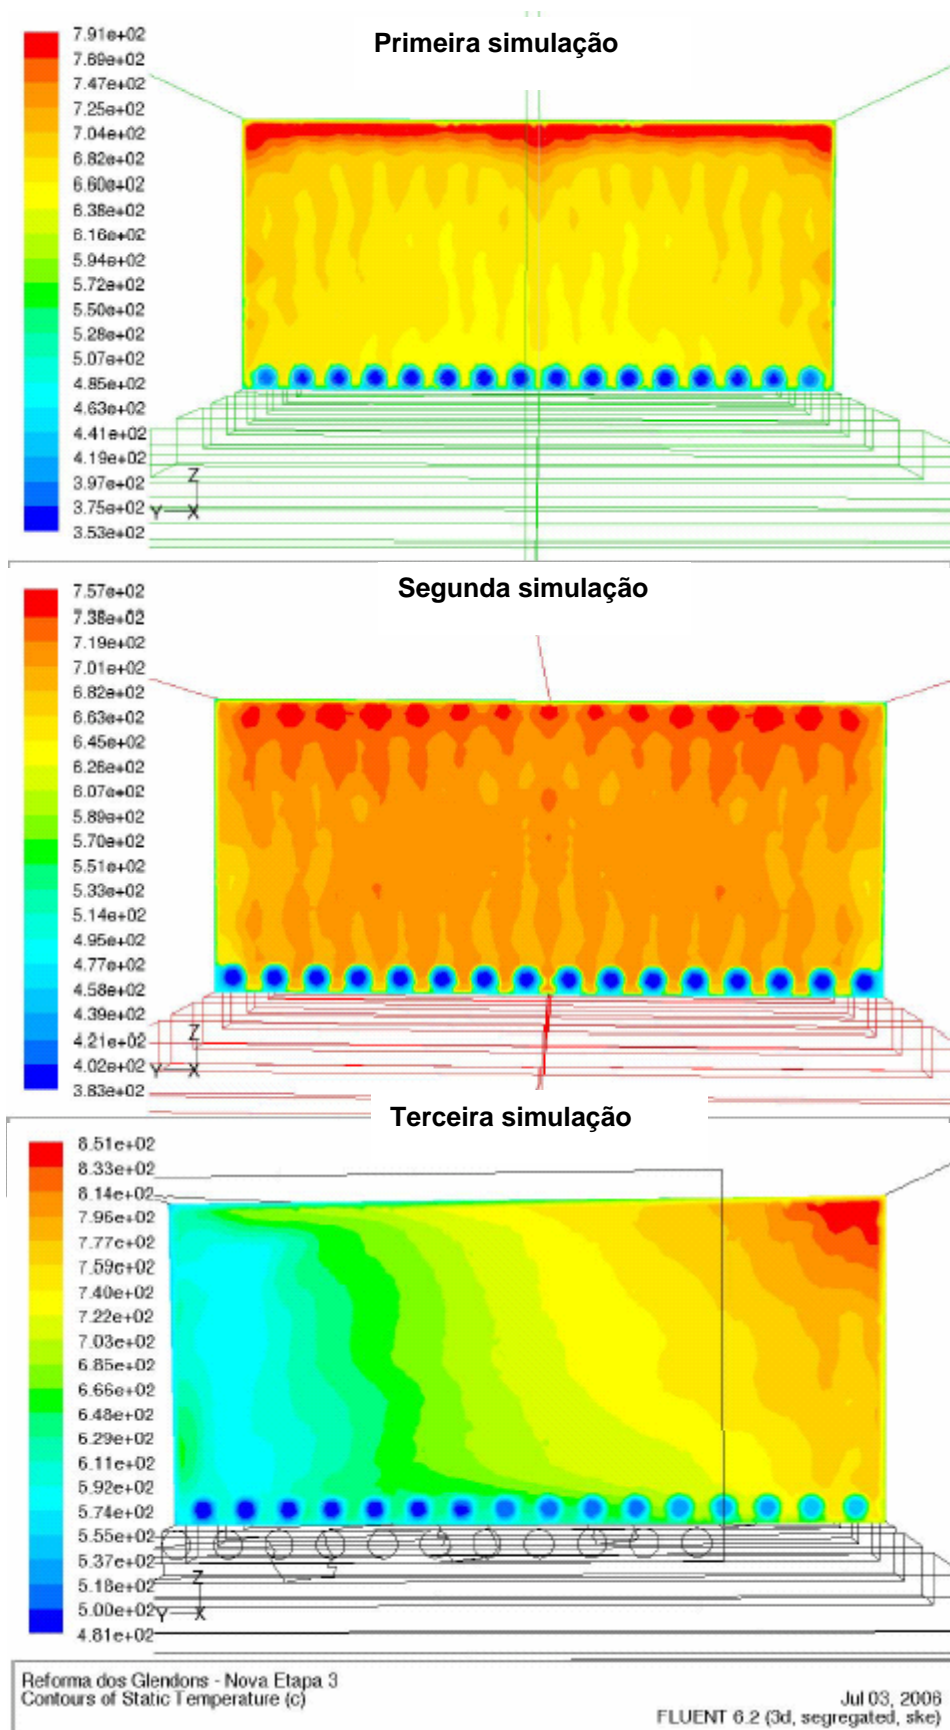 Primeira simulação
7.91e+02
7.69e+02
7.47e+02
7.25e+02
7.04e+02
6.82e+02
6.60e+02
6.38e+02
6.16e+02
5.94e+02
5.72e+02
5.50e+02
5.28e+02
5.07e+02
4.85e+02
4.63e+02
4.41e+02
4.19e+02
3.97e+02
3.75e+02
3.53e+02
Z
Y X
Segunda simulação
7.57e+02
7.38e+02
7.19e+02
7.01e+02
6.82e+02
6.63e+02
6.45e+02
6.26e+02
6.07e+02
5.89e+02
5.70e+02
5.51e+02
5.33e+02
5.14e+02
4.95e+02
4.77e+02
4.58e+02
4.39e+02
4.21e+02
4.02e+02
3.83e+02
Z
Y X
Terceira simulação
8.51e+02
8.33e+02
8.14e+02
7.96e+02
7.77e+02
7.59e+02
7.40e+02
7.22e+02
7.03e+02
6.85e+02
6.66e+02
6.48e+02
6.29e+02
6.11e+02
5.92e+02
5.74e+02
5.55e+02
5.37e+02
5.18e+02
5.00e+02
4.81e+02
Z
Y X
Reforma dos Glendons - Nova Etapa 3
Contours of Static Temperature (c)
Jul 03, 2006
FLUENT 6.2 (3d, segregated, ske)